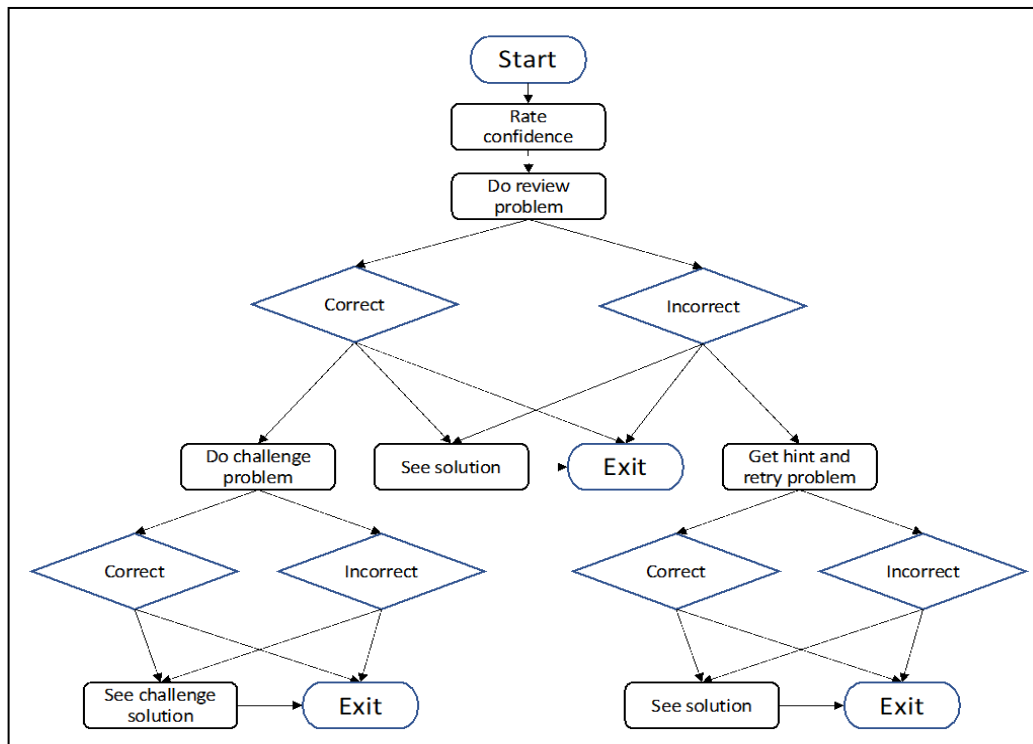 Start
Rate
confidence
Do review
problem
Correct
Incorrect
Do challenge
problem
See solution
Exit
Get hint and
retry problem
Correct
Incorrect
Correct
Incorrect
See challenge
solution
Exit
See solution
Exit